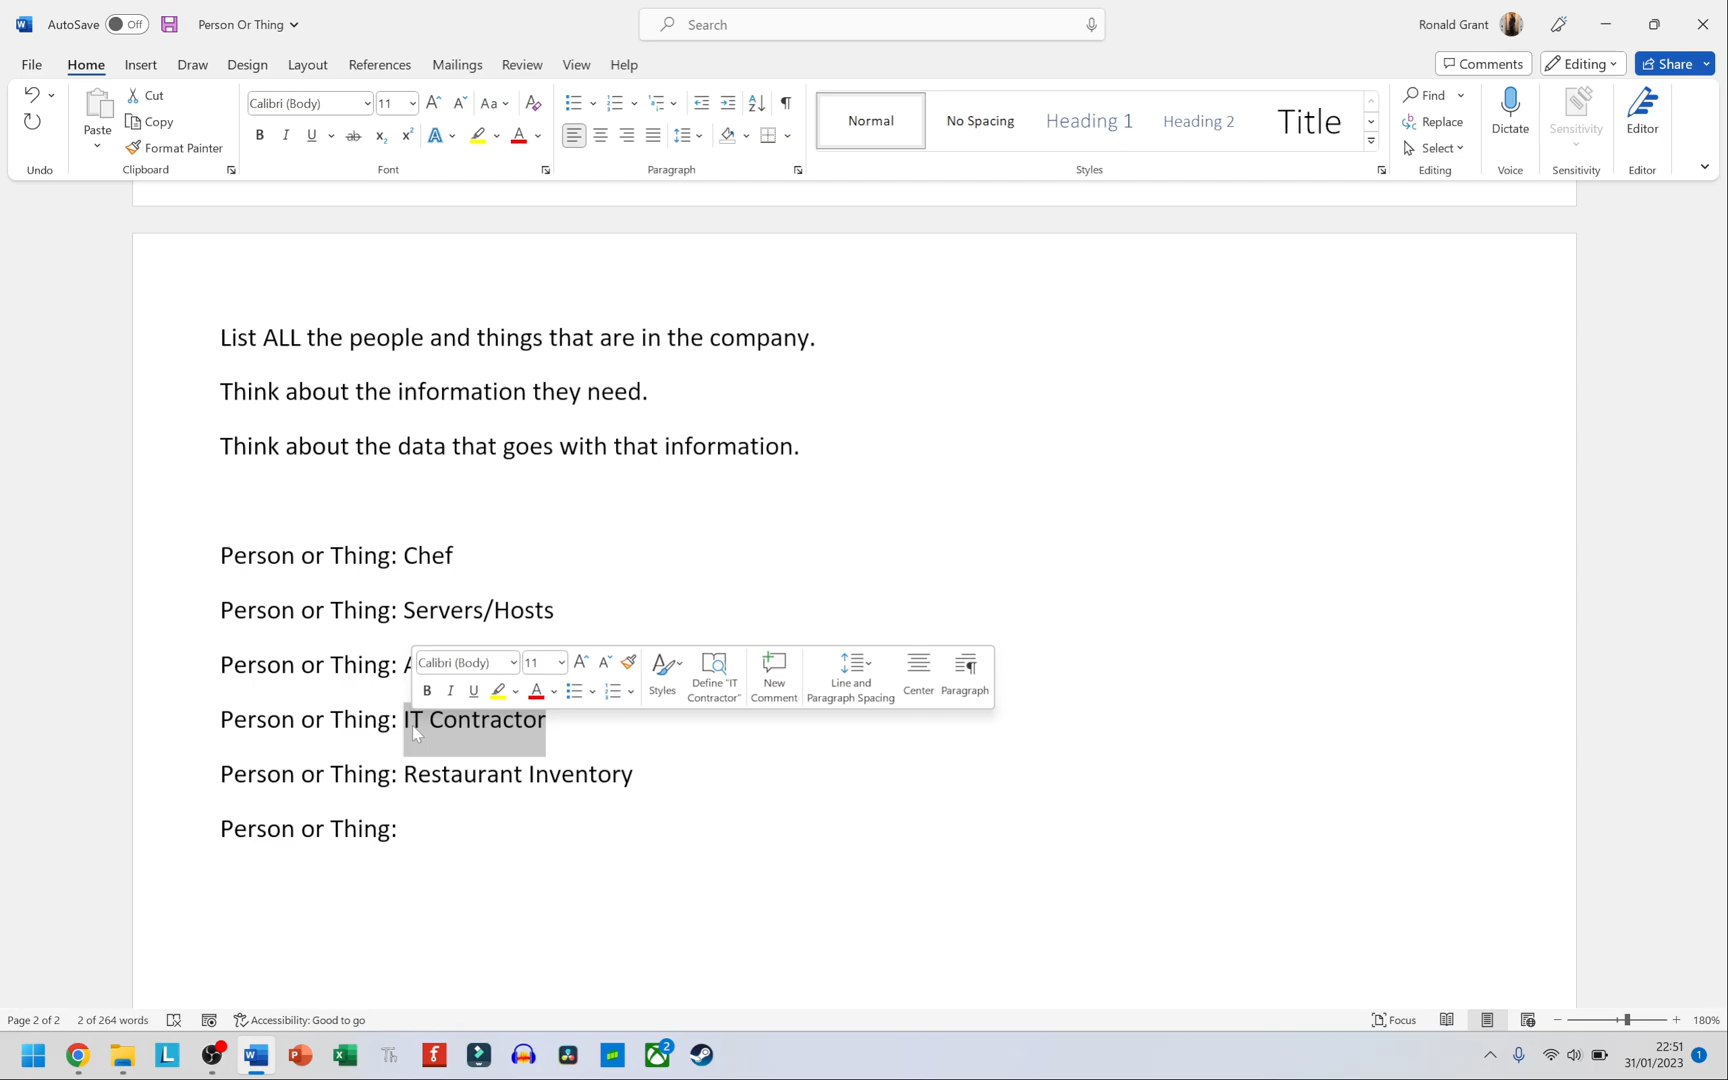 AutoSave Off Person Or Thing Search Ronald Grant
File Home Insert Draw Design Layout References Mailings Review View Help Comments Editing Share
Paste Cut Copy Format Painter
Calibri (Body) 11 Aa
Normal No Spacing Heading 1 Heading 2 Title
Find Replace Select Dictate Sensitivity Editor
Undo Clipboard Font Paragraph Styles Editing Voice Sensitivity Editor
List ALL the people and things that are in the company.
Think about the information they need.
Think about the data that goes with that information.
Person or Thing: Chef
Person or Thing: Servers/Hosts
Person or Thing:
Calibri (Body) 11
Styles Define "IT Contractor" New Comment Line and Paragraph Spacing Center Paragraph
Person or Thing: IT Contractor
Person or Thing: Restaurant Inventory
Person or Thing:
Page 2 of 2 2 of 264 words Accessibility: Good to go Focus 180%
2
22:51
31/01/2023
1